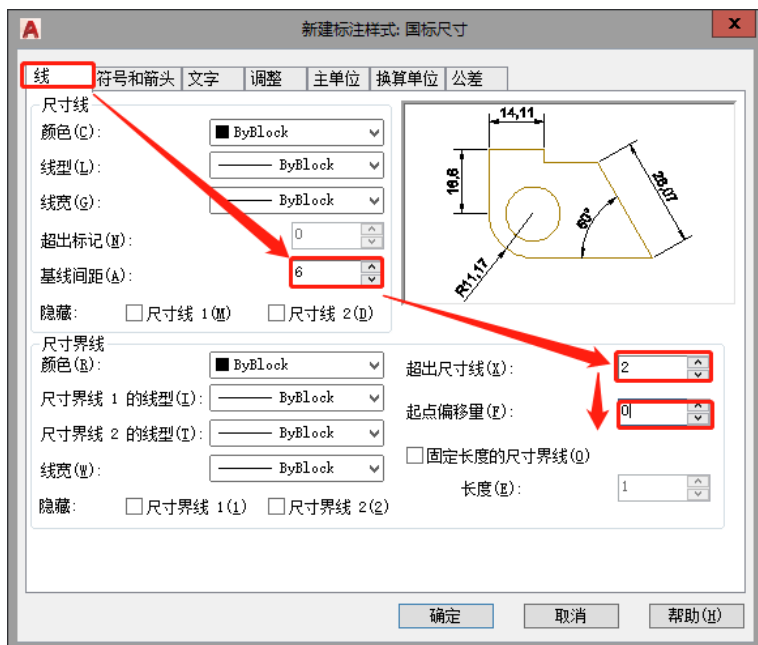 新建标注样式: 国标尺寸
x
线 符号和箭头 文字 调整 主单位 换算单位 公差
尺寸线
颜色(C): ByBlock
线型(L): ByBlock
线宽(G): ByBlock
超出标记(N): 0
基线间距(A): 6
隐藏: 尺寸线 1(M) 尺寸线 2(D)
14,11
16,6
28,07
60°
R11,17
尺寸界线
颜色(R): ByBlock
尺寸界线 1 的线型(I): ByBlock
尺寸界线 2 的线型(T): ByBlock
线宽(W): ByBlock
隐藏: 尺寸界线 1(1) 尺寸界线 2(2)
超出尺寸线(X): 2
起点偏移量(F): 0
固定长度的尺寸界线(O)
长度(E): 1
确定 取消 帮助(H)